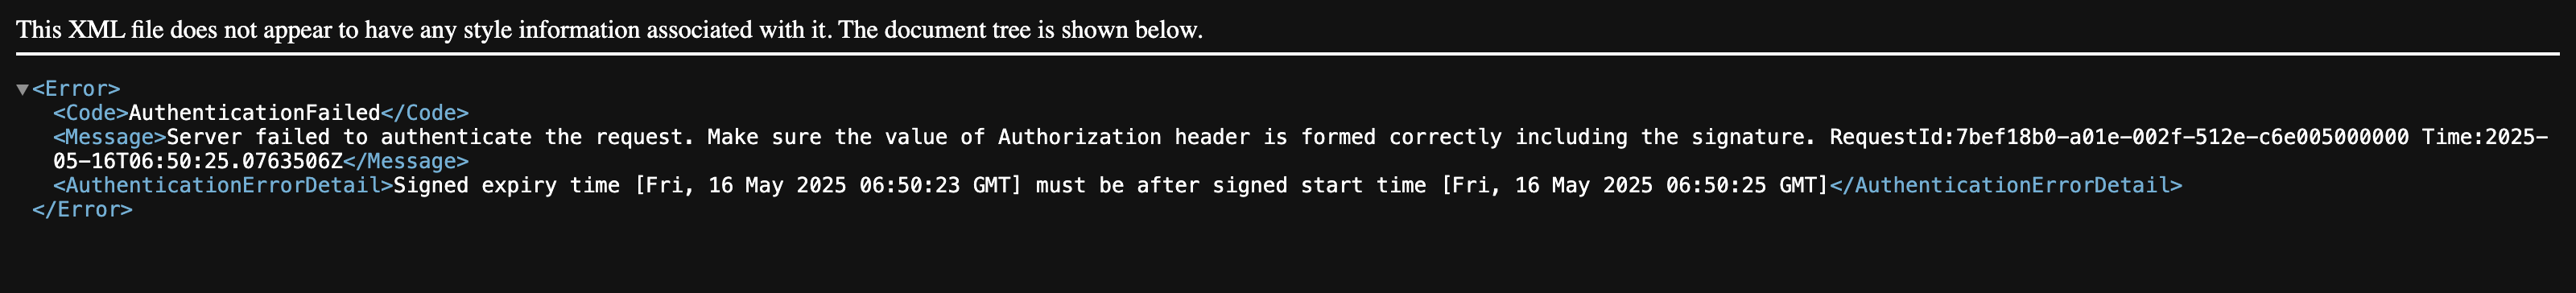 This XML file does not appear to have any style information associated with it. The document tree is shown below.
▼<Error>
<Code>AuthenticationFailed</Code>
<Message>Server failed to authenticate the request. Make sure the value of Authorization header is formed correctly including the signature. RequestId:7bef18b0-a01e-002f-512e-c6e005000000 Time:2025-
05-16T06:50:25.0763506Z</Message>
<AuthenticationErrorDetail>Signed expiry time [Fri, 16 May 2025 06:50:23 GMT] must be after signed start time [Fri, 16 May 2025 06:50:25 GMT]</AuthenticationErrorDetail>
</Error>